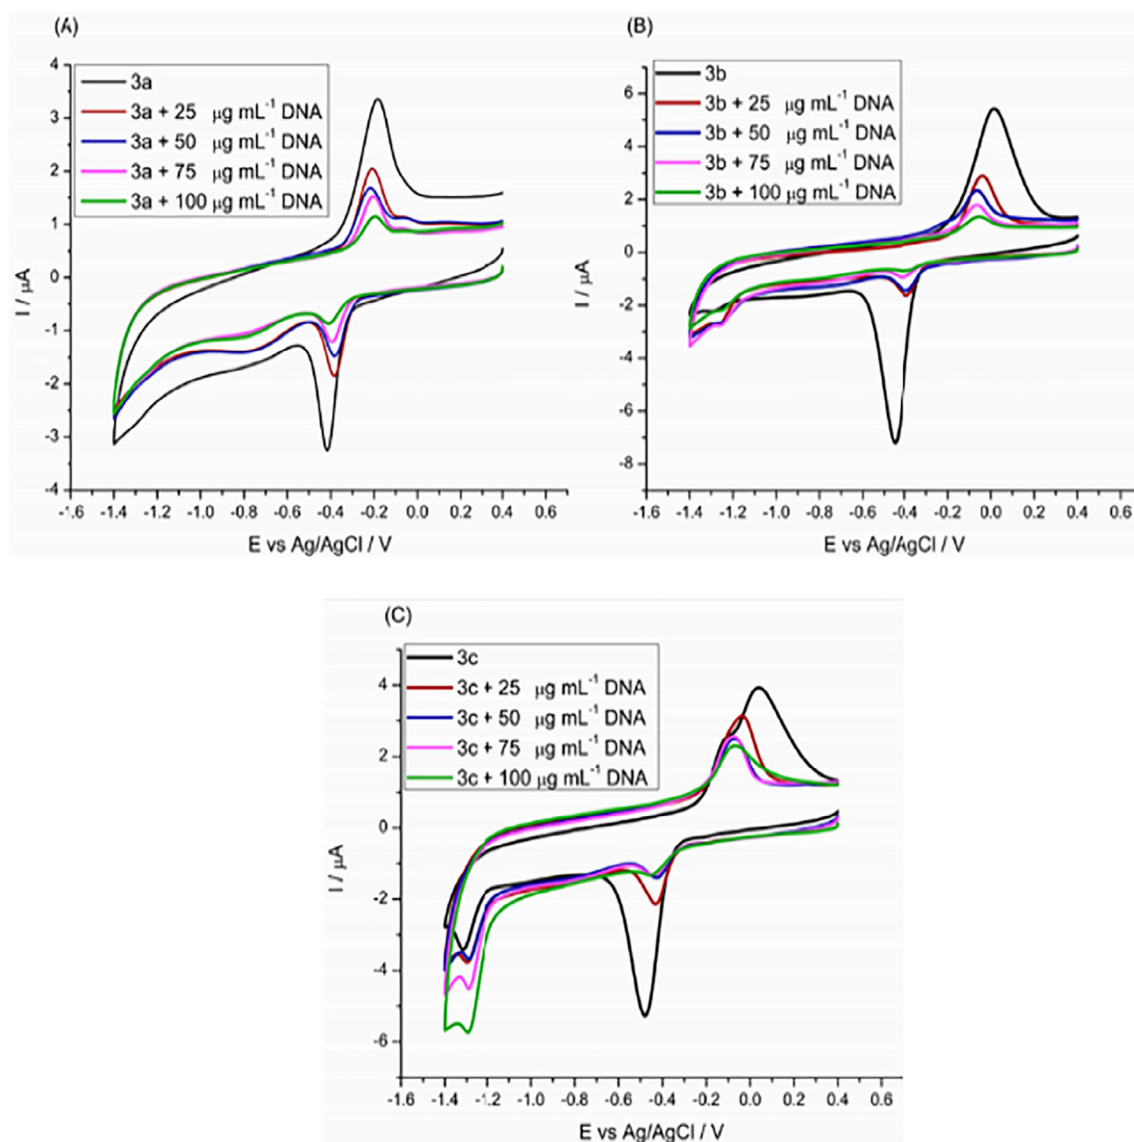 (A)
3a
3a + 25 μg mL⁻¹ DNA
3a + 50 μg mL⁻¹ DNA
3a + 75 μg mL⁻¹ DNA
3a + 100 μg mL⁻¹ DNA
4
3
2
1
0
-1
-2
-3
-4
I / μA
-1.6 -1.4 -1.2 -1.0 -0.8 -0.6 -0.4 -0.2 0.0 0.2 0.4 0.6
E vs Ag/AgCl / V
(B)
3b
3b + 25 μg mL⁻¹ DNA
3b + 50 μg mL⁻¹ DNA
3b + 75 μg mL⁻¹ DNA
3b + 100 μg mL⁻¹ DNA
6
4
2
0
-2
-4
-6
-8
I / μA
-1.6 -1.4 -1.2 -1.0 -0.8 -0.6 -0.4 -0.2 0.0 0.2 0.4 0.6
E vs Ag/AgCl / V
(C)
3c
3c + 25 μg mL⁻¹ DNA
3c + 50 μg mL⁻¹ DNA
3c + 75 μg mL⁻¹ DNA
3c + 100 μg mL⁻¹ DNA
4
2
0
-2
-4
-6
I / μA
-1.6 -1.4 -1.2 -1.0 -0.8 -0.6 -0.4 -0.2 0.0 0.2 0.4 0.6
E vs Ag/AgCl / V